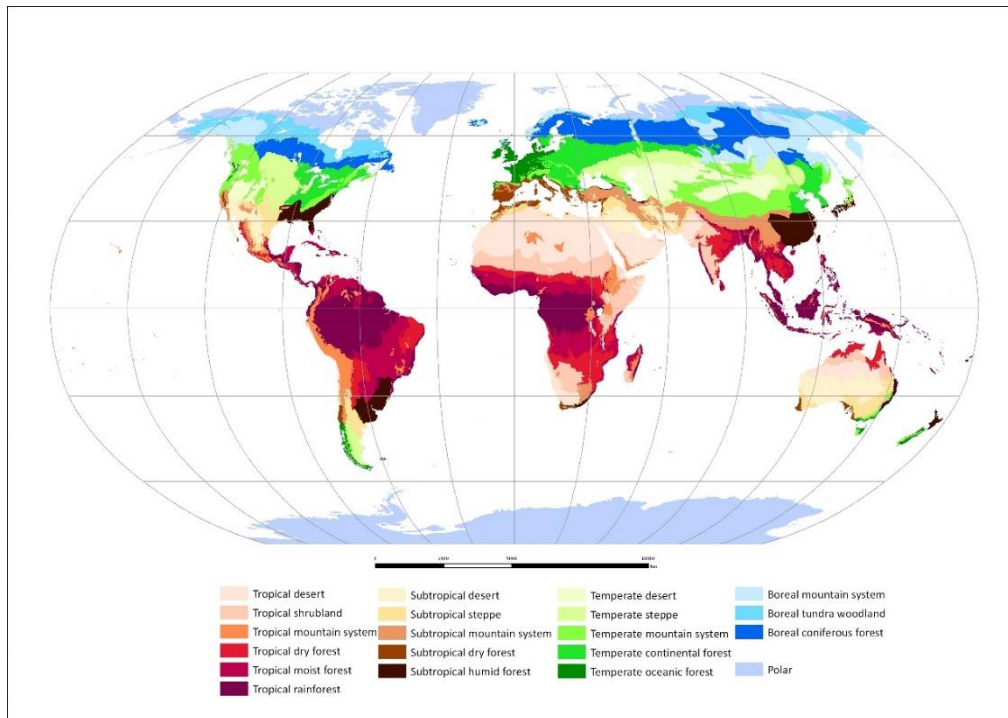 Tropical desert
Tropical shrubland
Tropical mountain system
Tropical dry forest
Tropical moist forest
Tropical rainforest
Subtropical desert
Subtropical steppe
Subtropical mountain system
Subtropical dry forest
Subtropical humid forest
Temperate desert
Temperate steppe
Temperate mountain system
Temperate continental forest
Temperate oceanic forest
Boreal mountain system
Boreal tundra woodland
Boreal coniferous forest
Polar